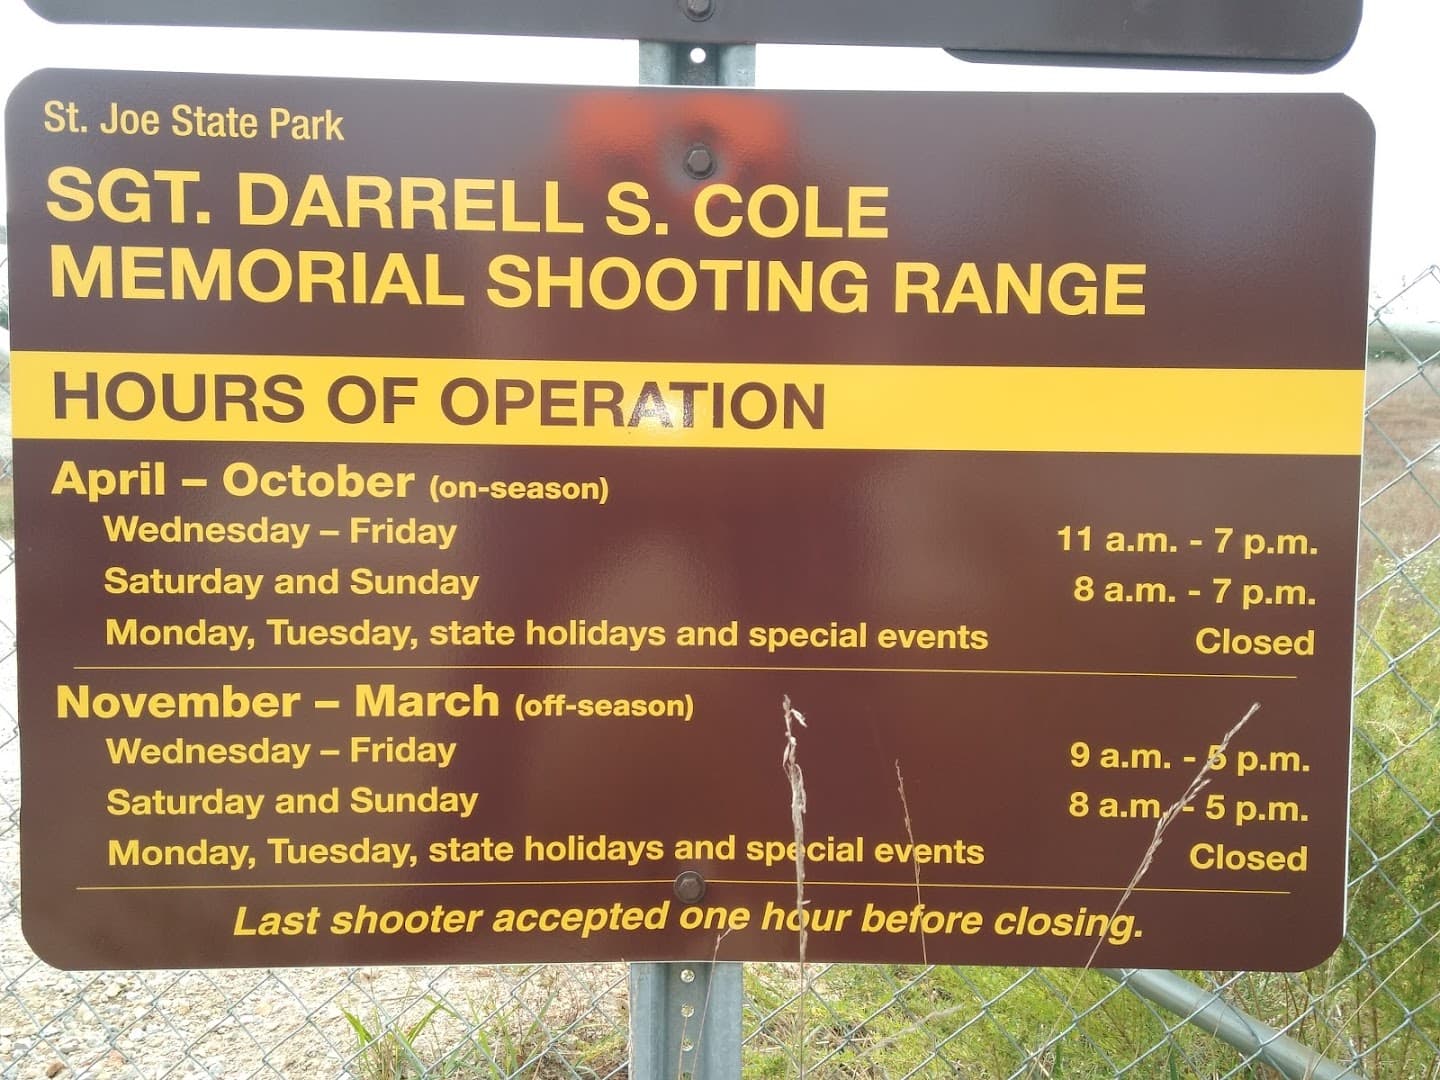 St. Joe State Park
SGT. DARRELL S. COLE
MEMORIAL SHOOTING RANGE
HOURS OF OPERATION
April – October (on-season)
Wednesday – Friday 11 a.m. - 7 p.m.
Saturday and Sunday 8 a.m. - 7 p.m.
Monday, Tuesday, state holidays and special events Closed
November – March (off-season)
Wednesday – Friday 9 a.m. - 5 p.m.
Saturday and Sunday 8 a.m. - 5 p.m.
Monday, Tuesday, state holidays and special events Closed
Last shooter accepted one hour before closing.